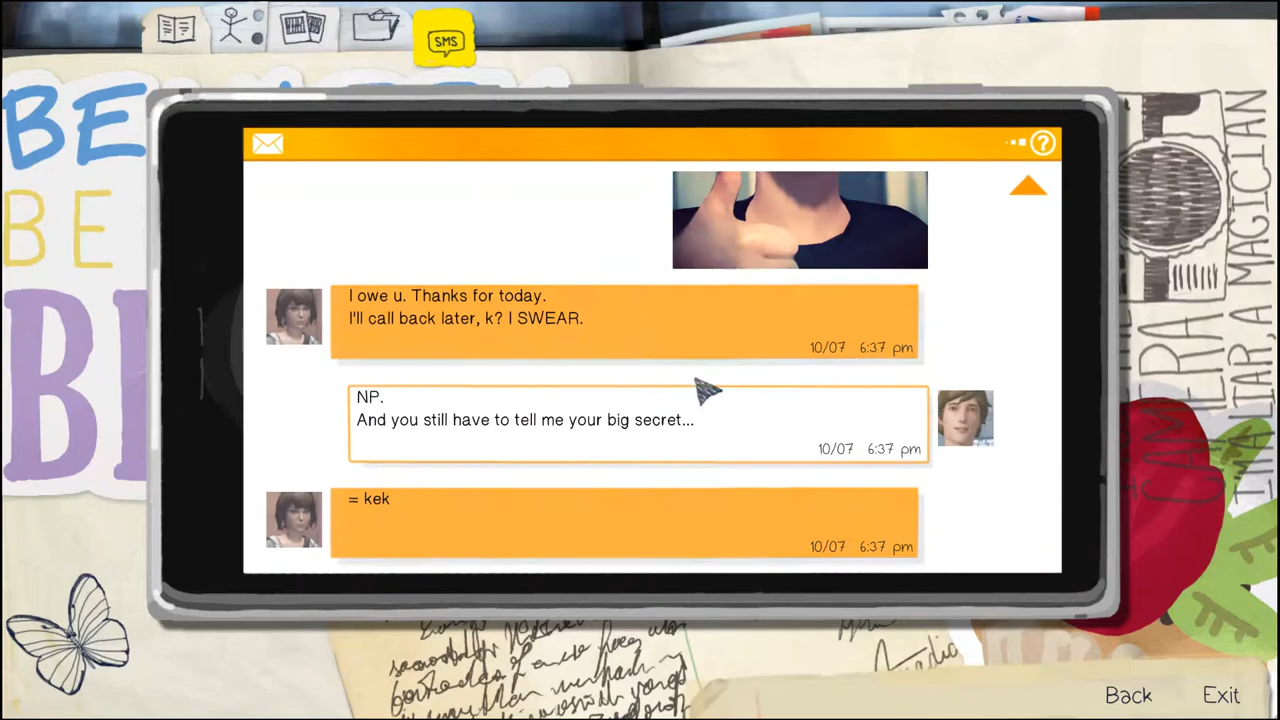 SMS
BE
BE
I owe u. Thanks for today.
I'll call back later, k? I SWEAR.
10/07 6:37 pm
NP.
And you still have to tell me your big secret...
10/07 6:37 pm
= kek
10/07 6:37 pm
CAMERA
I'M A LIAR, A MAGICIAN
Back Exit